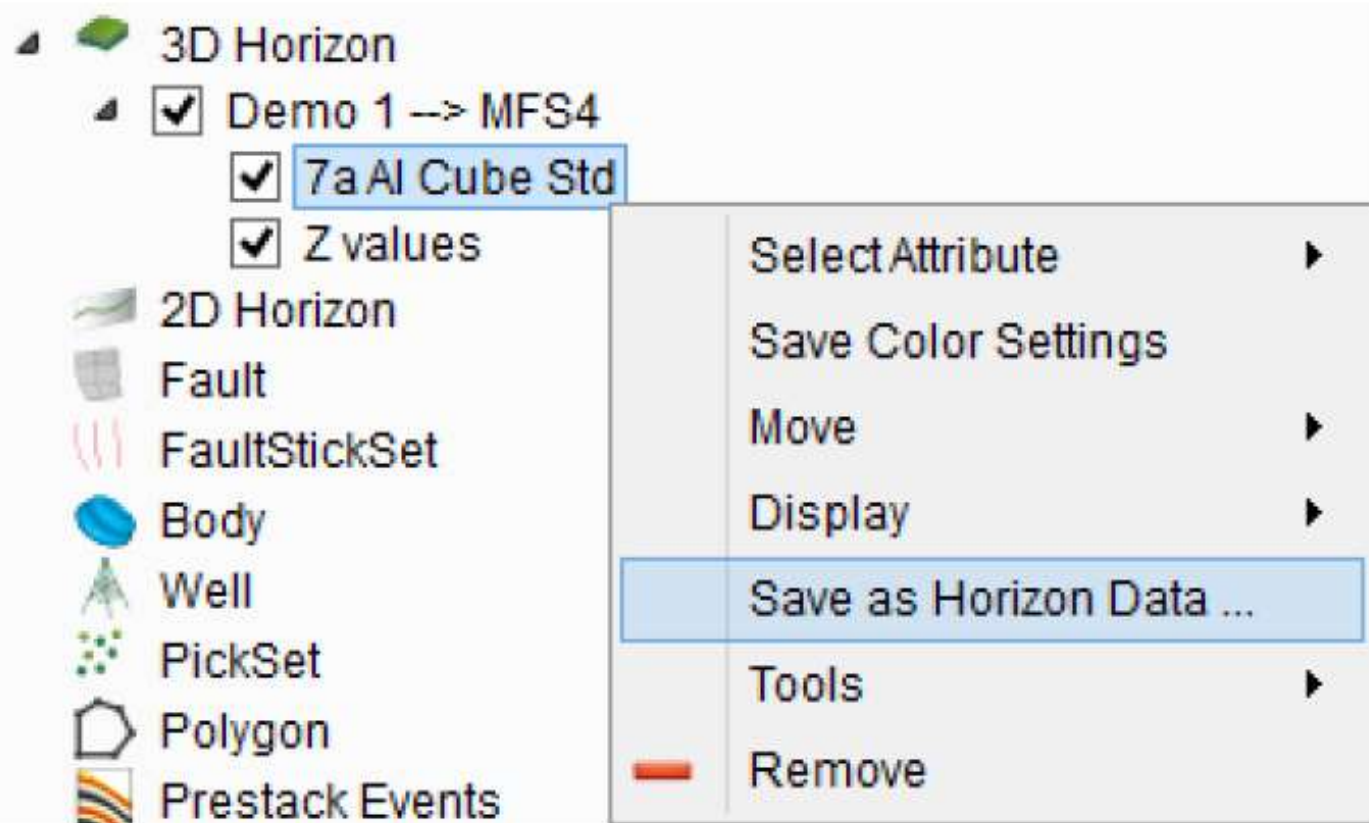 3D Horizon
Demo 1 --> MFS4
7a AI Cube Std
Z values
2D Horizon
Fault
FaultStickSet
Body
Well
PickSet
Polygon
Prestack Events
Select Attribute
Save Color Settings
Move
Display
Save as Horizon Data ...
Tools
Remove